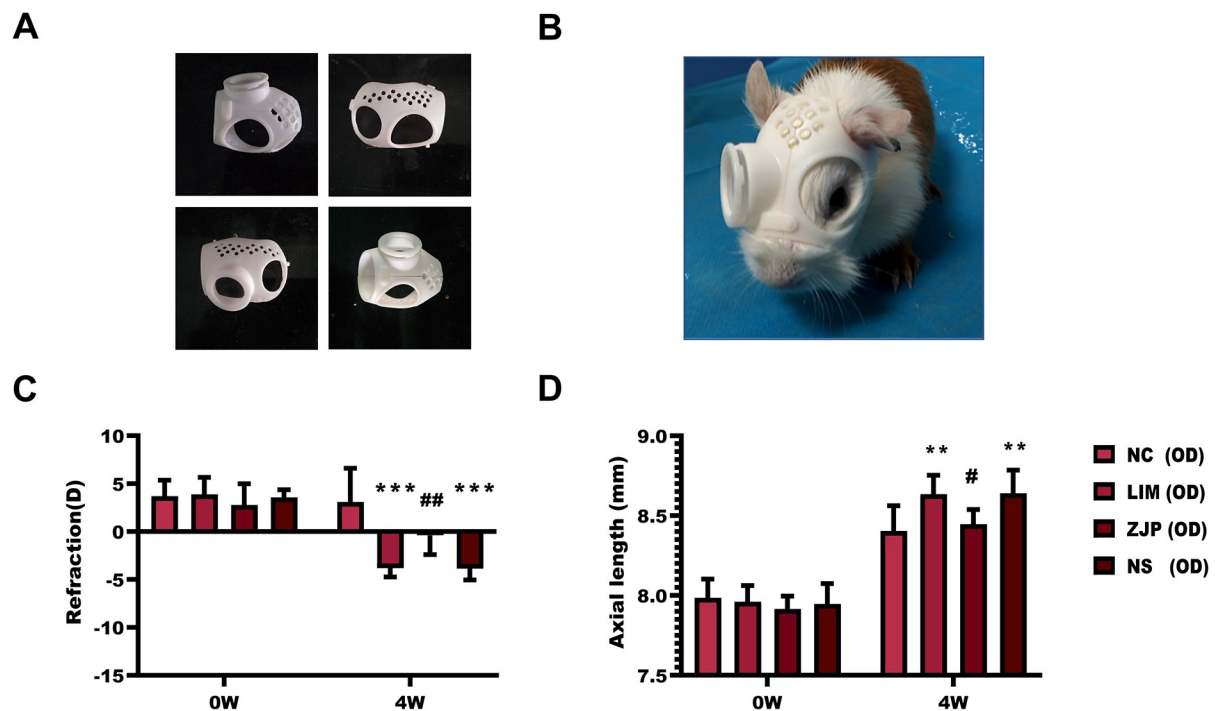 A
B
C
D
10
5
0
-5
-10
-15
Refraction(D)
*** ## ***
0W
4W
9.0
8.5
8.0
7.5
Axial length (mm)
** # **
0W
4W
NC (OD)
LIM (OD)
ZJP (OD)
NS (OD)